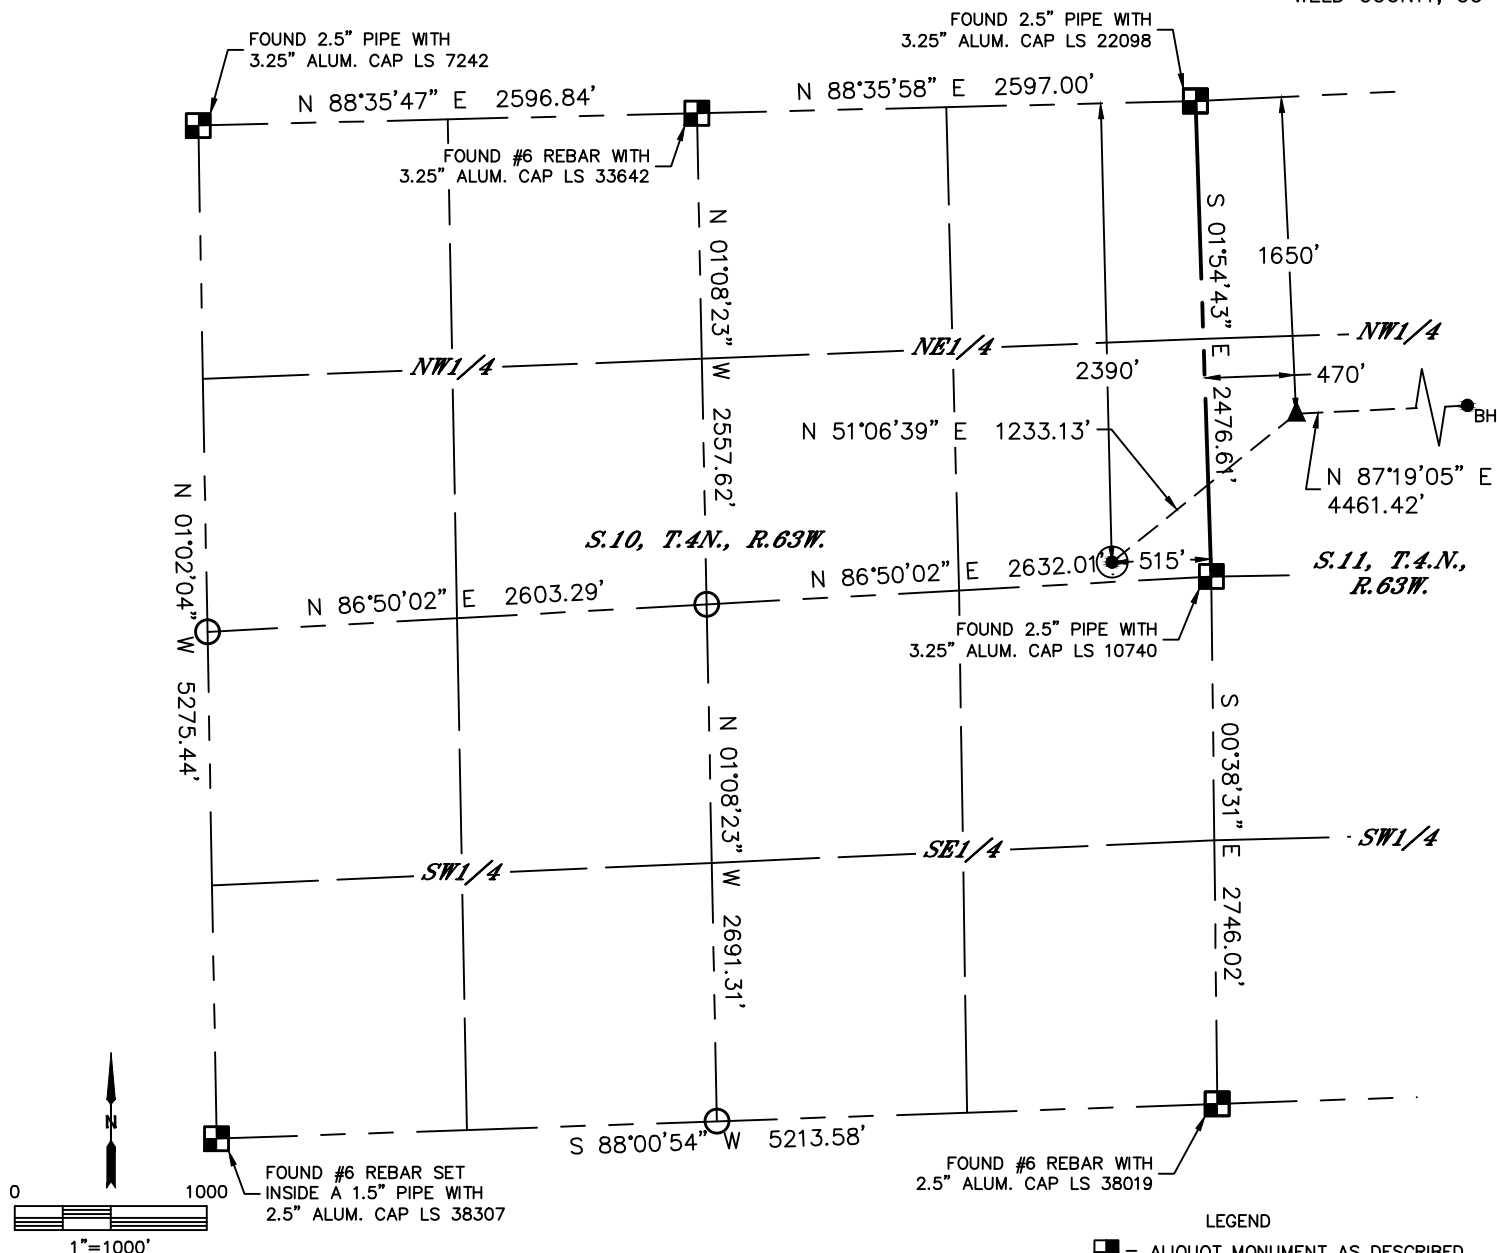 WELD COUNTY, CO
FOUND 2.5" PIPE WITH
3.25" ALUM. CAP LS 7242
FOUND 2.5" PIPE WITH
3.25" ALUM. CAP LS 22098
N 88°35'47" E 2596.84'
N 88°35'58" E 2597.00'
FOUND #6 REBAR WITH
3.25" ALUM. CAP LS 33642
N 01°08'23" W 2557.62'
S 01°54'43" E 2476.61'
1650'
NW1/4
NE1/4
NW1/4
2390'
470'
BH
N 51°06'39" E 1233.13'
N 87°19'05" E
4461.42'
N 01°02'04" W 5275.44'
S.10, T.4N., R.63W.
515'
S.11, T.4.N.,
R.63W.
N 86°50'02" E 2603.29'
N 86°50'02" E 2632.01'
FOUND 2.5" PIPE WITH
3.25" ALUM. CAP LS 10740
N 01°08'23" W 2691.31'
S 00°38'31" E 2746.02'
SW1/4
SE1/4
SW1/4
N
S 88°00'54" W 5213.58'
FOUND #6 REBAR SET
INSIDE A 1.5" PIPE WITH
2.5" ALUM. CAP LS 38307
FOUND #6 REBAR WITH
2.5" ALUM. CAP LS 38019
0 1000
1"=1000'
LEGEND
= ALIQUOT MONUMENT AS DESCRIBED